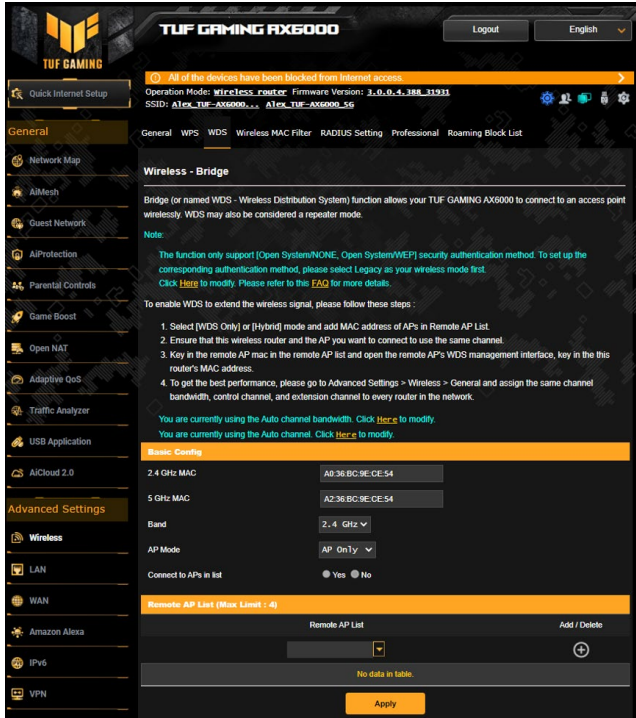 TUF GAMING
TUF GAMING AX6000
Logout
English
Quick Internet Setup
All of the devices have been blocked from Internet access.
Operation Mode: Wireless router Firmware Version: 3.0.0.4.388_31931
SSID: Alex_TUF-AX6000... Alex_TUF-AX6000_5G
General
General WPS WDS Wireless MAC Filter RADIUS Setting Professional Roaming Block List
Network Map
AiMesh
Guest Network
AiProtection
Parental Controls
Game Boost
Open NAT
Adaptive QoS
Traffic Analyzer
USB Application
AiCloud 2.0
Advanced Settings
Wireless
LAN
WAN
Amazon Alexa
IPv6
VPN
Wireless - Bridge
Bridge (or named WDS - Wireless Distribution System) function allows your TUF GAMING AX6000 to connect to an access point
wirelessly. WDS may also be considered a repeater mode.
Note:
The function only support [Open System/NONE, Open System/WEP] security authentication method. To set up the
corresponding authentication method, please select Legacy as your wireless mode first.
Click Here to modify. Please refer to this FAQ for more details.
To enable WDS to extend the wireless signal, please follow these steps :
1. Select [WDS Only] or [Hybrid] mode and add MAC address of APs in Remote AP List.
2. Ensure that this wireless router and the AP you want to connect to use the same channel.
3. Key in the remote AP mac in the remote AP list and open the remote AP's WDS management interface, key in the this
router's MAC address.
4. To get the best performance, please go to Advanced Settings > Wireless > General and assign the same channel
bandwidth, control channel, and extension channel to every router in the network.
You are currently using the Auto channel bandwidth. Click Here to modify.
You are currently using the Auto channel. Click Here to modify.
Basic Config
2.4 GHz MAC A0:36:BC:9E:CE:54
5 GHz MAC A2:36:BC:9E:CE:54
Band 2.4 GHz
AP Mode AP Only
Connect to APs in list Yes No
Remote AP List (Max Limit : 4)
Remote AP List Add / Delete
No data in table.
Apply